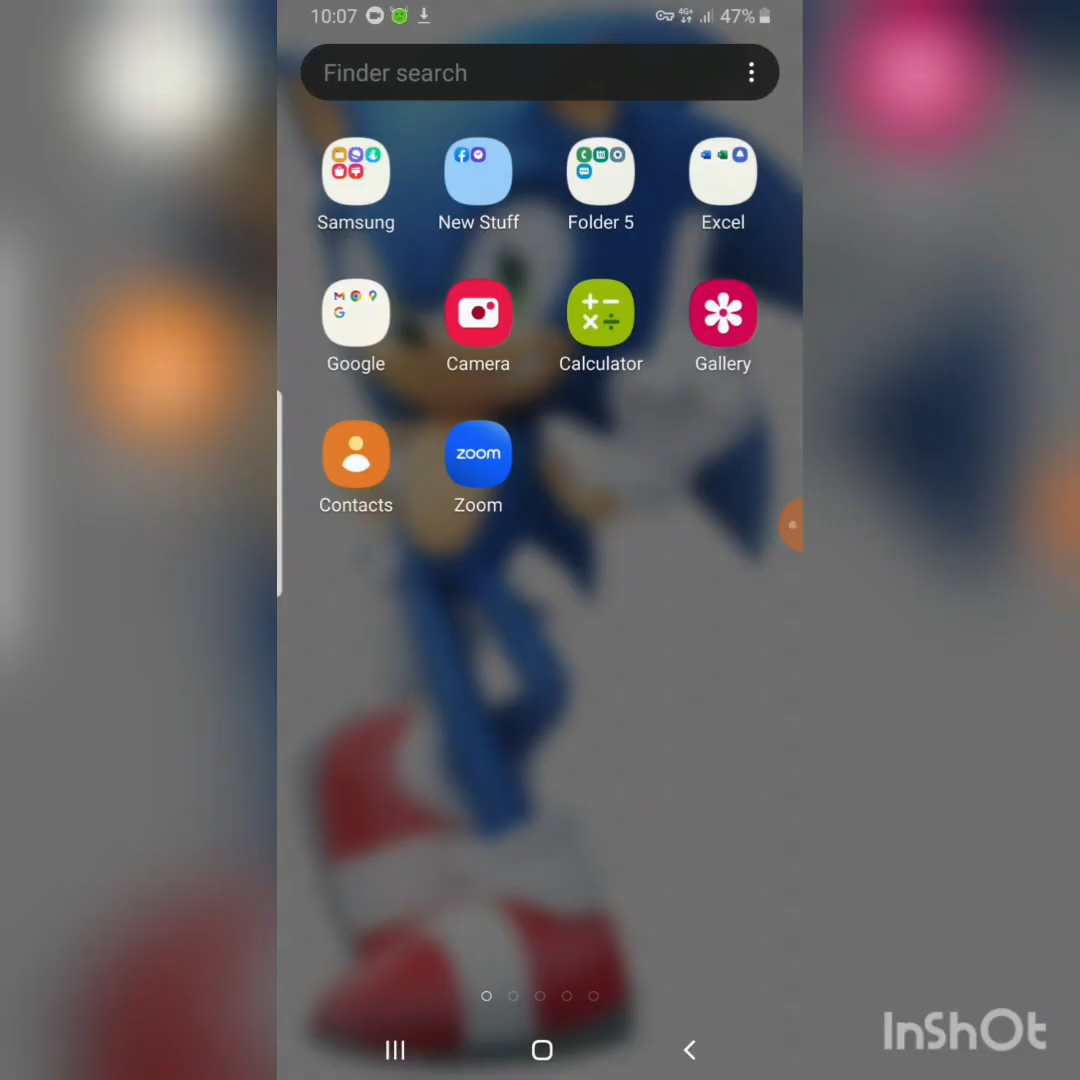 10:07 4G+ 47%
Finder search
Samsung New Stuff Folder 5 Excel
Google Camera Calculator Gallery
zoom
Contacts Zoom
InShOt